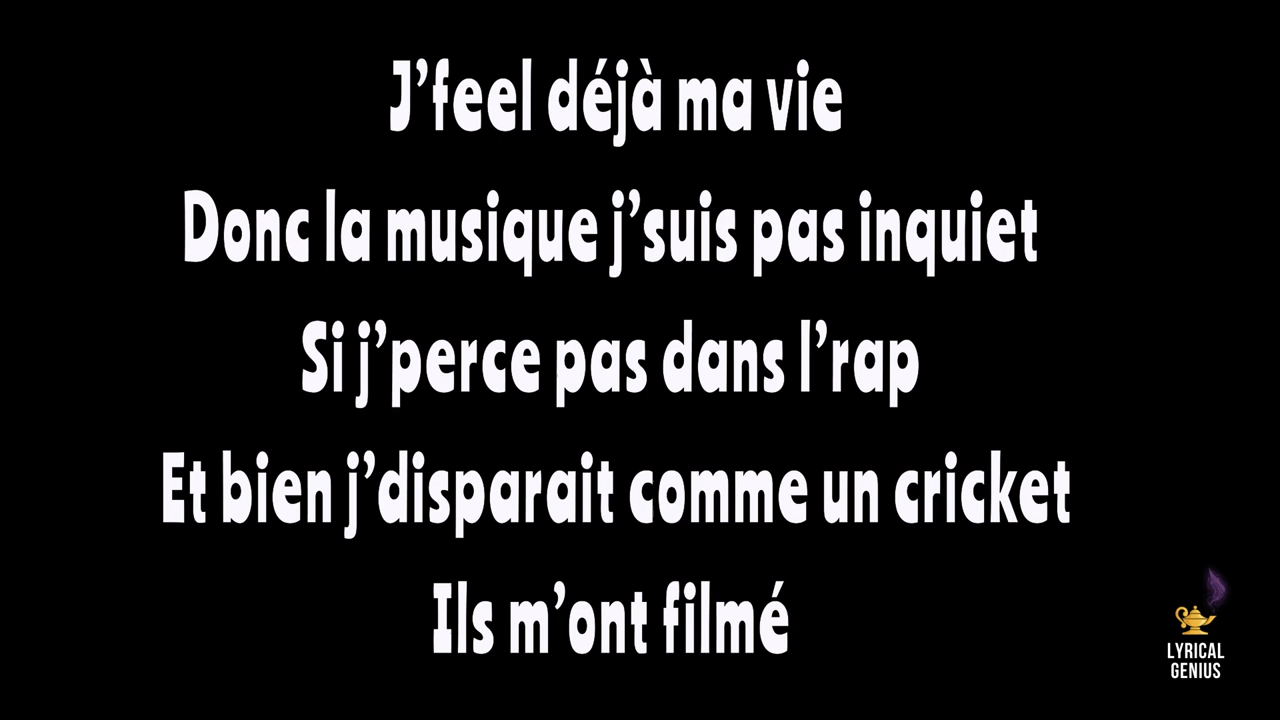 J’feel déjà ma vie
Donc la musique j’suis pas inquiet
Si j’perce pas dans l’rap
Et bien j’disparait comme un cricket
Ils m’ont filmé
LYRICAL
GENIUS